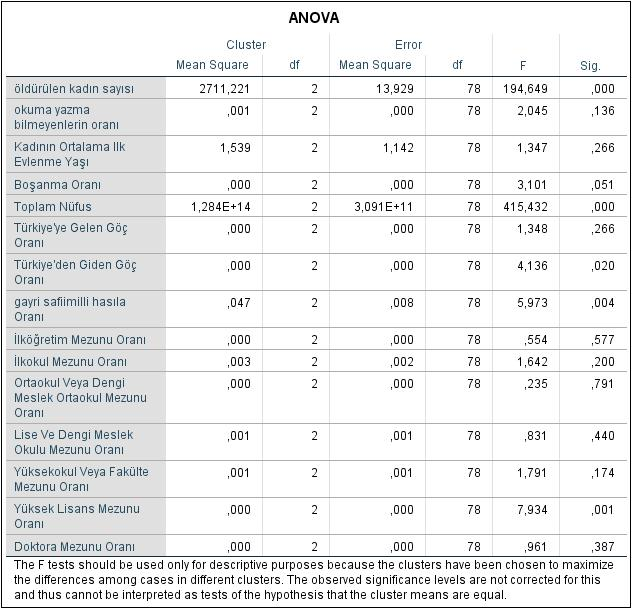 ANOVA
Cluster Error
Mean Square df Mean Square df F Sig.
öldürülen kadın sayısı 2711,221 2 13,929 78 194,649 ,000
okuma yazma
bilmeyenlerin oranı ,001 2 ,000 78 2,045 ,136
Kadının Ortalama Ilk
Evlenme Yaşı 1,539 2 1,142 78 1,347 ,266
Boşanma Oranı ,000 2 ,000 78 3,101 ,051
Toplam Nüfus 1,284E+14 2 3,091E+11 78 415,432 ,000
Türkiye'ye Gelen Göç
Oranı ,000 2 ,000 78 1,348 ,266
Türkiye'den Giden Göç
Oranı ,000 2 ,000 78 4,136 ,020
gayri safiimilli hasıla
Oranı ,047 2 ,008 78 5,973 ,004
İlköğretim Mezunu Oranı ,000 2 ,000 78 ,554 ,577
İlkokul Mezunu Oranı ,003 2 ,002 78 1,642 ,200
Ortaokul Veya Dengi
Meslek Ortaokul Mezunu
Oranı ,000 2 ,000 78 ,235 ,791
Lise Ve Dengi Meslek
Okulu Mezunu Oranı ,001 2 ,001 78 ,831 ,440
Yüksekokul Veya Fakülte
Mezunu Oranı ,001 2 ,001 78 1,791 ,174
Yüksek Lisans Mezunu
Oranı ,000 2 ,000 78 7,934 ,001
Doktora Mezunu Oranı ,000 2 ,000 78 ,961 ,387
The F tests should be used only for descriptive purposes because the clusters have been chosen to maximize
the differences among cases in different clusters. The observed significance levels are not corrected for this
and thus cannot be interpreted as tests of the hypothesis that the cluster means are equal.